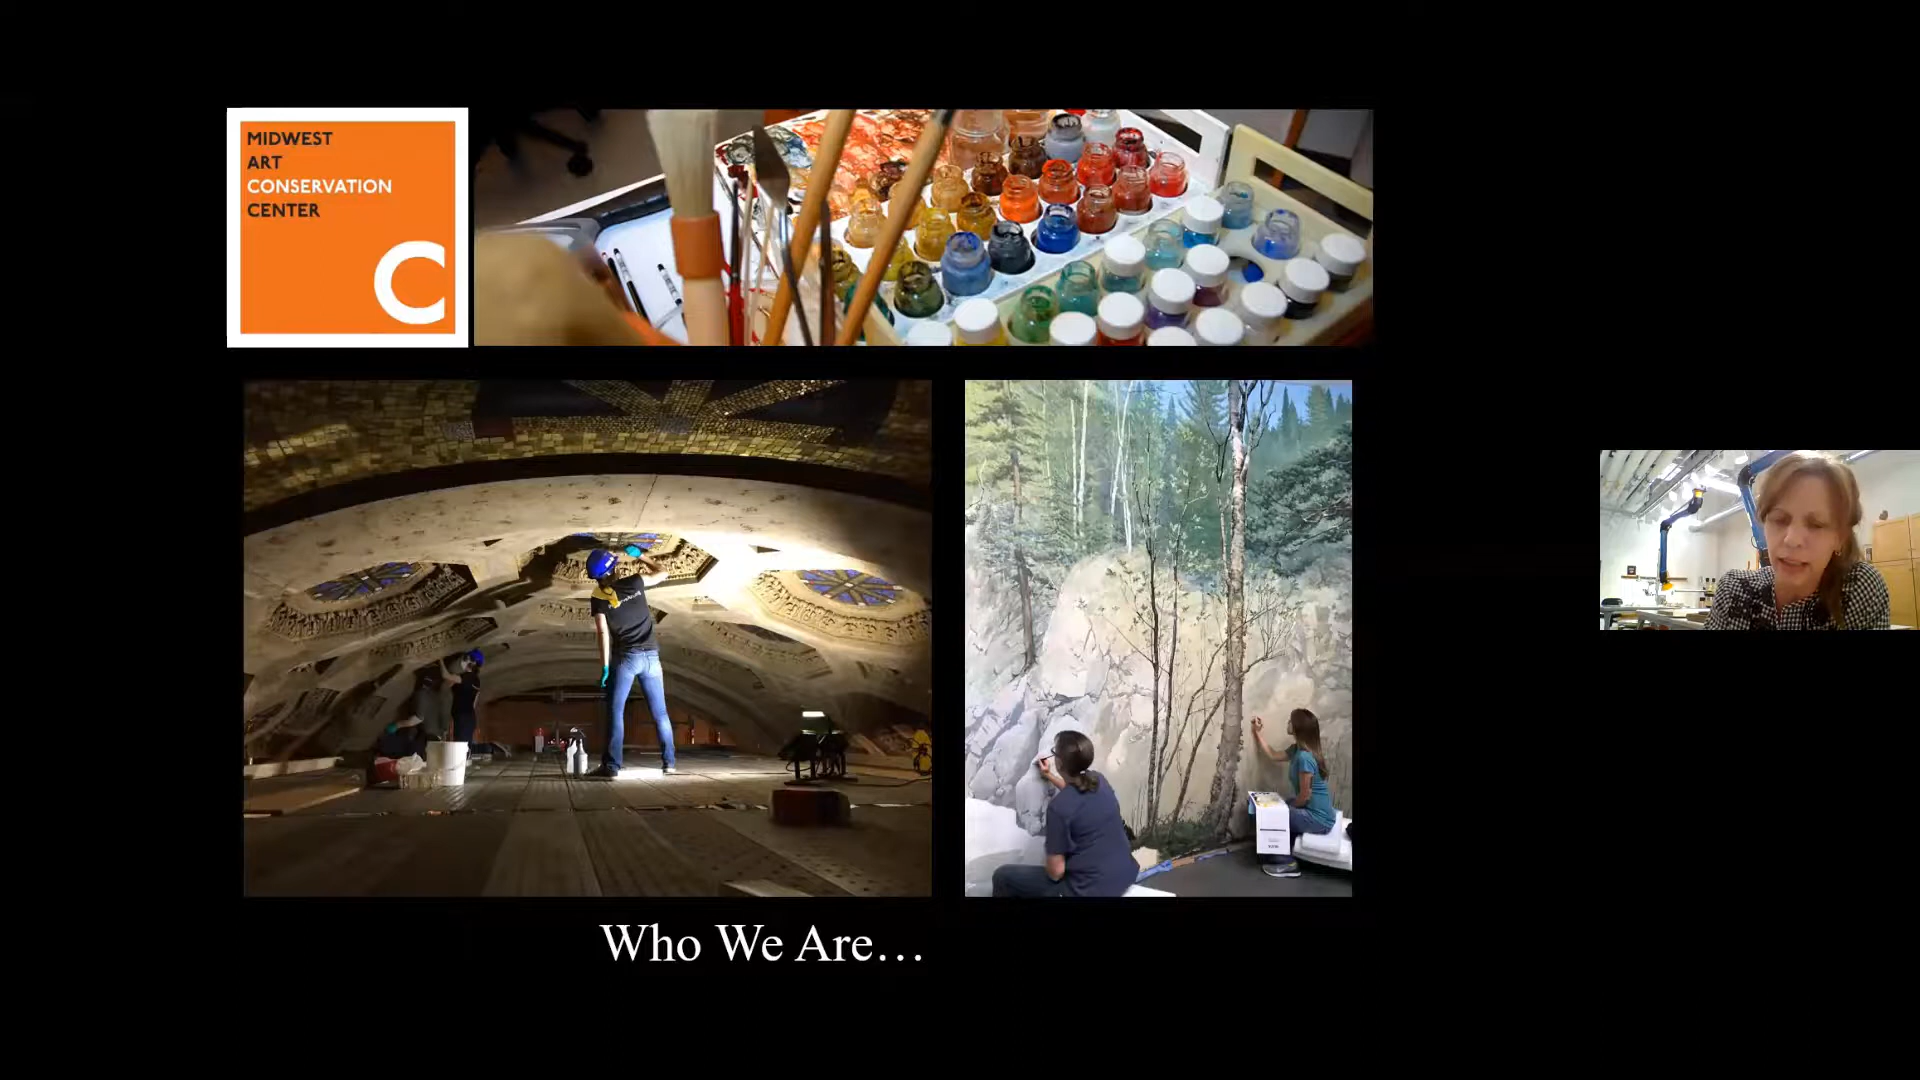 MIDWEST
ART
CONSERVATION
CENTER
C
Who We Are…